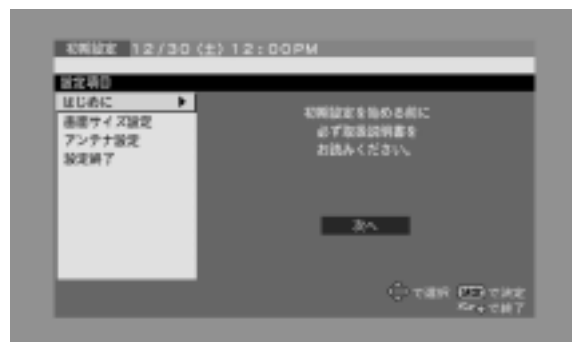 初期設定 12/30(土)12:00PM
設定項目
はじめに ▶
画面サイズ設定
アンテナ設定
設定終了
初期設定を始める前に
必ず取扱説明書を
お読みください。
次へ
で選択 決定 で決定
で終了